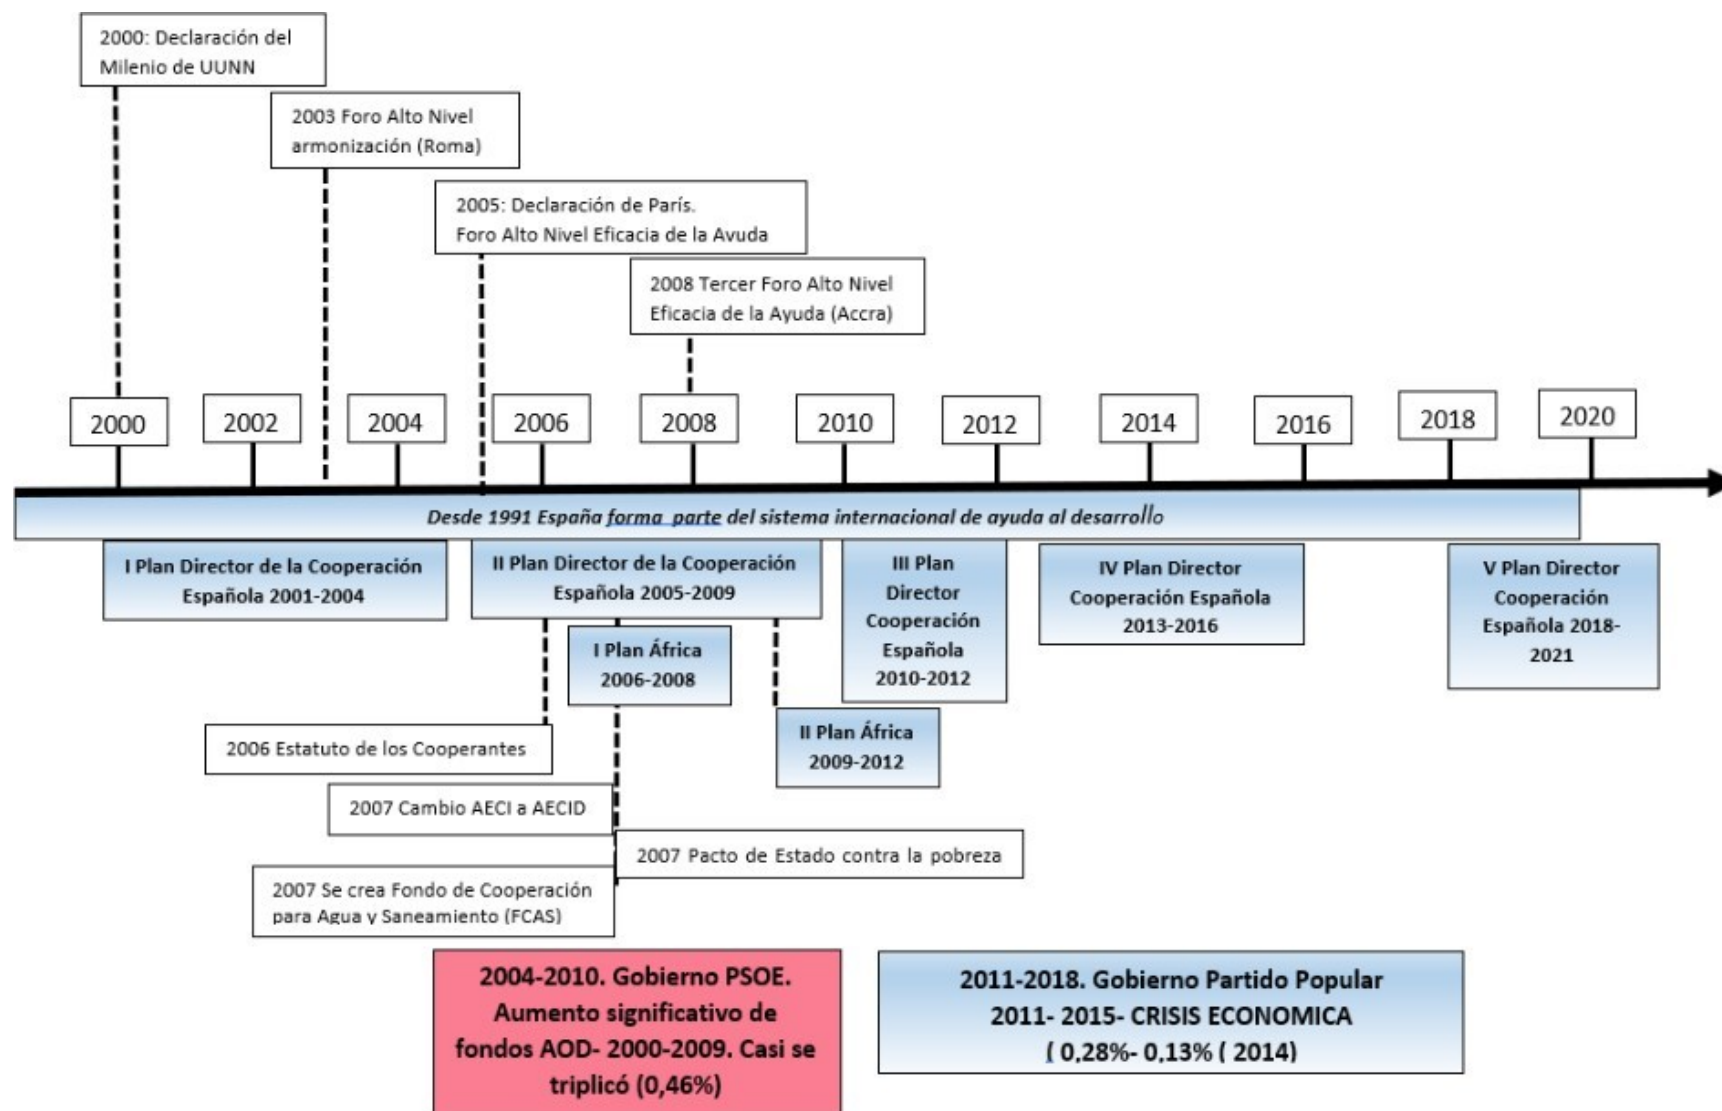 2000: Declaración del
Milenio de UUNN
2003 Foro Alto Nivel
armonización (Roma)
2005: Declaración de París.
Foro Alto Nivel Eficacia de la Avuda
2008 Tercer Foro Alto Nivel
Eficacia de la Ayuda (Accra)
2000
2002
2004
2006
2008
2010
2012
2014
2016
2018
2020
Desde 1991 España forma parte del sistema internacional de ayuda al desarrollo
I Plan Director de la Cooperación
Española 2001-2004
II Plan Director de la Cooperación
Española 2005-2009
III Plan
Director
Cooperación
Española
2010-2012
IV Plan Director
Cooperación Española
2013-2016
V Plan Director
Cooperación
Española 2018-
2021
I Plan África
2006-2008
II Plan África
2009-2012
2006 Estatuto de los Cooperantes
2007 Cambio AECI a AECID
2007 Pacto de Estado contra la pobreza
2007 Se crea Fondo de Cooperación
para Agua y Saneamiento (FCAS)
2004-2010. Gobierno PSOE.
Aumento significativo de
fondos AOD- 2000-2009. Casi se
triplicó (0,46%)
2011-2018. Gobierno Partido Popular
2011- 2015- CRISIS ECONOMICA
( 0,28%- 0,13% ( 2014)